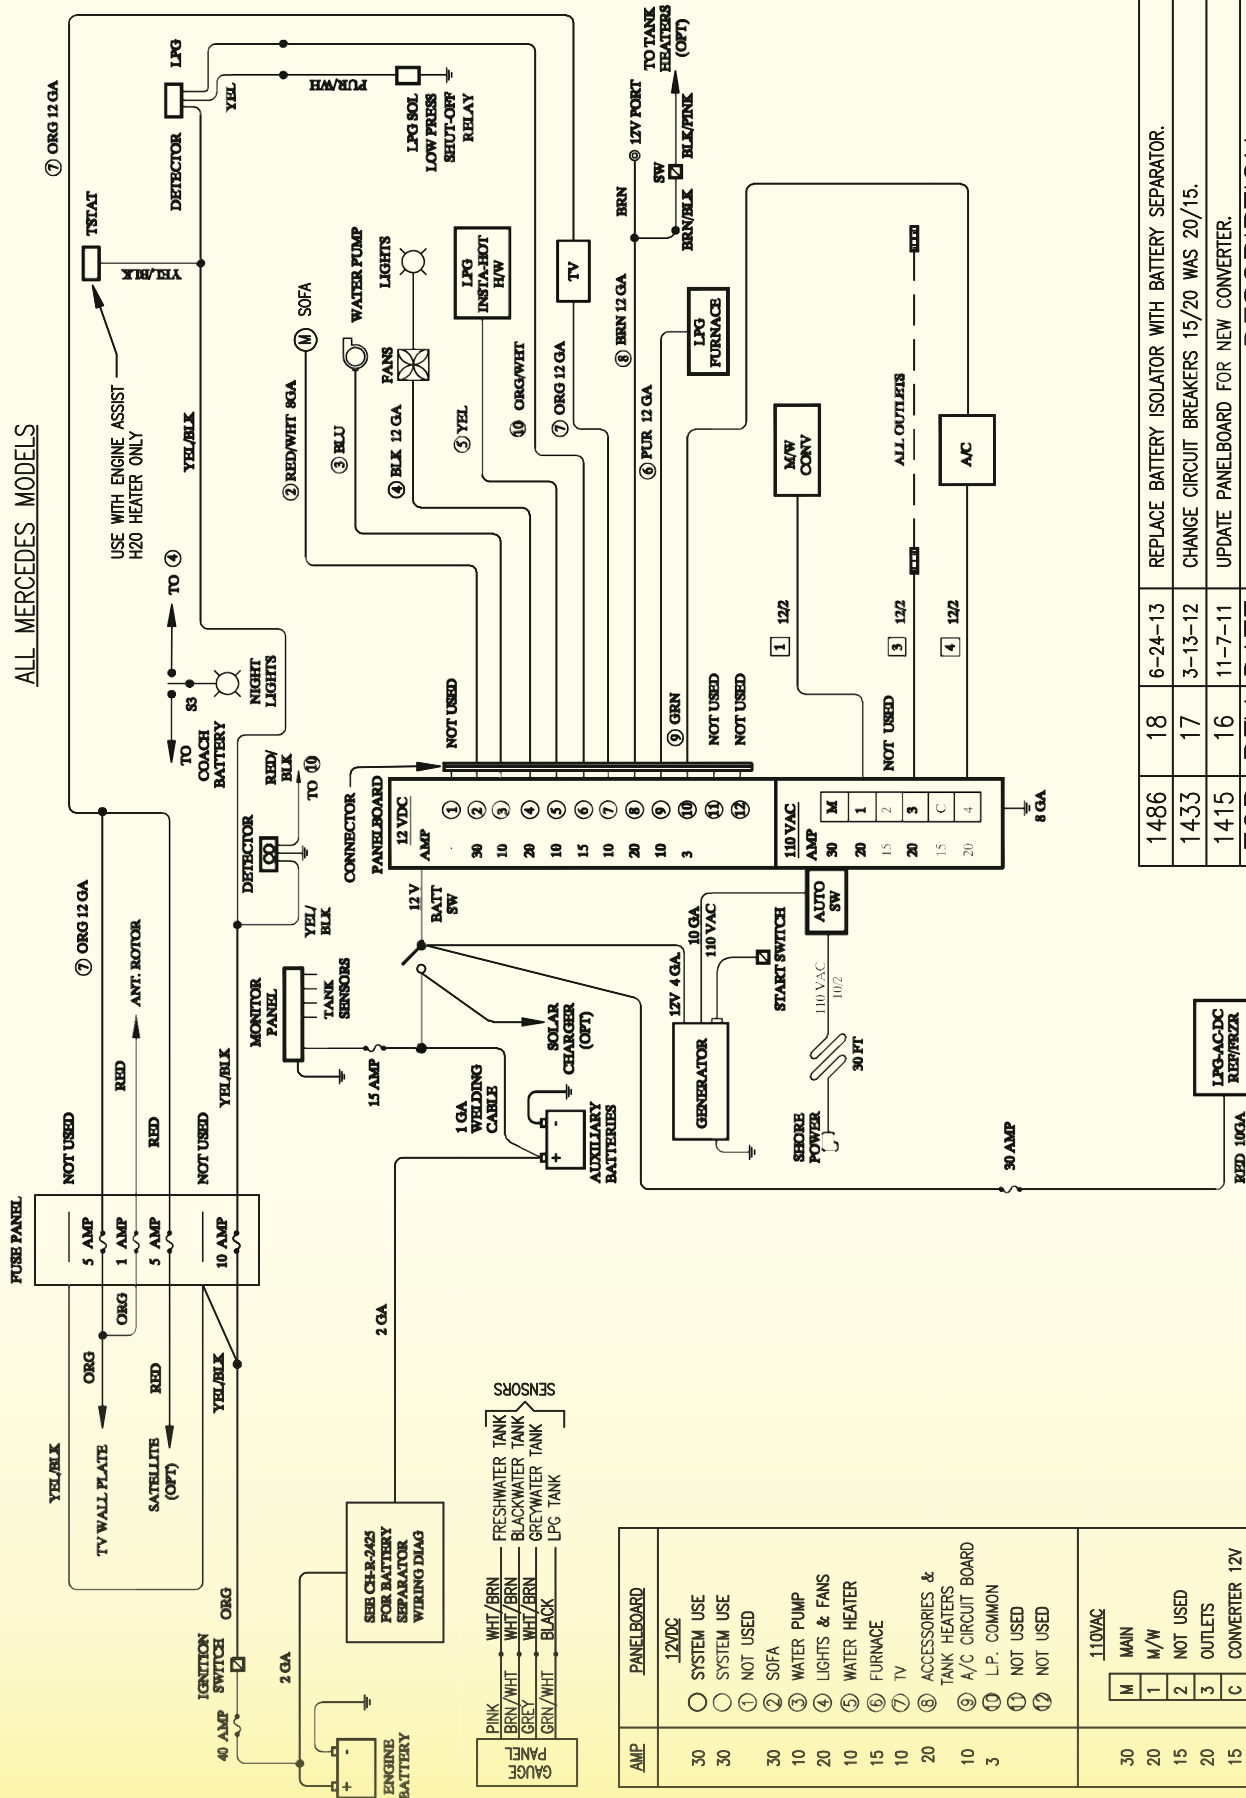 ALL MERCEDES MODELS
FUSE PANEL
NOT USED
5 AMP
1 AMP
5 AMP
NOT USED
10 AMP
YEL/BLK
ORG
ORG
TV WALL PLATE
RED
SATELLITE
(OPT)
YEL/BLK
IGNITION
SWITCH
ORG
40 AMP
2 GA
ENGINE
BATTERY
+
-
SEE CH-R-2425
FOR BATTERY
SEPARATOR
WIRING DIAG
2 GA
⑦ ORG 12 GA
RED
ANT. ROTOR
RED
YEL/BLK
⑦ ORG 12 GA
MONITOR
PANEL
TANK
SENSORS
15 AMP
DETECTOR
CO
YEL/
BLK
RED/
BLK
TO ⑩
TO
COACH
BATTERY
S3
TO ④
NIGHT
LIGHTS
YEL/BLK
USE WITH ENGINE ASSIST
H20 HEATER ONLY
TSTAT
YEL/BLK
DETECTOR
LPG
YEL
PUR/WH
LPG SOL
LOW PRESS
SHUT-OFF
RELAY
1 GA
WELDING
CABLE
AUXILIARY
BATTERIES
+
-
SOLAR
CHARGER
(OPT)
12 V
BATT
SW
CONNECTOR
PANELBOARD
12 VDC
AMP
1
30 2
10 3
20 4
10 5
15 6
10 7
20 8
10 9
3 10
11
12
110 VAC
AMP
30 M
20 1
15 2
20 3
15 C
20 4
8 GA
NOT USED
② RED/WHT 8GA
M SOFA
③ BLU
WATER PUMP
④ BLK 12 GA
FANS
LIGHTS
⑤ YEL
LPG
INSTA-HOT
H/W
⑩ ORG/WHT
⑦ ORG 12 GA
TV
⑧ BRN 12 GA
BRN
12V PORT
BRN/BLK
SW
BLK/PINK
TO TANK
HEATERS
(OPT)
⑥ PUR 12 GA
LPG
FURNACE
⑨ GRN
NOT USED
NOT USED
1 12/2
M/W
CONV
NOT USED
3 12/2
ALL OUTLETS
4 12/2
A/C
GENERATOR
12V 4 GA
10 GA
110 VAC
START SWITCH
AUTO
SW
110 VAC
10/2
30 FT
SHORE
POWER
30 AMP
LPG-AC-DC
REF/FRZR
RED 10GA
GAUGE
PANEL
PINK WHT/BRN FRESHWATER TANK
BRN/WHT WHT/BRN BLACKWATER TANK
GREY WHT/BRN GREYWATER TANK
GRN/WHT BLACK LPG TANK
SENSORS
AMP PANELBOARD
12VDC
30 SYSTEM USE
30 SYSTEM USE
① NOT USED
30 ② SOFA
10 ③ WATER PUMP
20 ④ LIGHTS & FANS
10 ⑤ WATER HEATER
15 ⑥ FURNACE
10 ⑦ TV
20 ⑧ ACCESSORIES &
TANK HEATERS
10 ⑨ A/C CIRCUIT BOARD
3 ⑩ L.P. COMMON
⑪ NOT USED
⑫ NOT USED
110VAC
30 M MAIN
20 1 M/W
15 2 NOT USED
20 3 OUTLETS
15 C CONVERTER 12V
1486 18 6-24-13 REPLACE BATTERY ISOLATOR WITH BATTERY SEPARATOR.
1433 17 3-13-12 CHANGE CIRCUIT BREAKERS 15/20 WAS 20/15.
1415 16 11-7-11 UPDATE PANELBOARD FOR NEW CONVERTER.